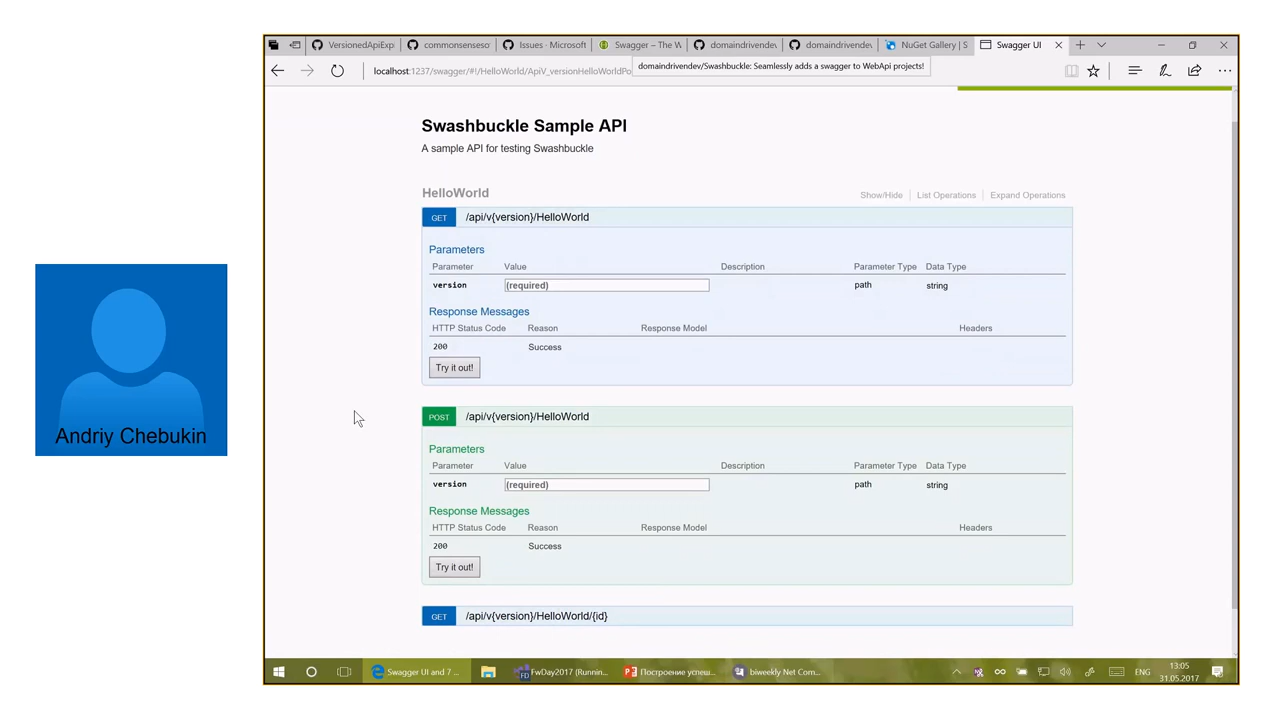 VersionedApiExp
commonsenseso
Issues · Microsoft
Swagger – The W
domaindrivendev
domaindrivendev
NuGet Gallery | S
Swagger UI
localhost:1237/swagger/#!/HelloWorld/ApiV_versionHelloWorldPo
domaindrivendev/Swashbuckle: Seamlessly adds a swagger to WebApi projects!
Swashbuckle Sample API
A sample API for testing Swashbuckle
HelloWorld
Show/Hide
List Operations
Expand Operations
GET /api/v{version}/HelloWorld
Parameters
Parameter Value Description Parameter Type Data Type
version (required) path string
Response Messages
HTTP Status Code Reason Response Model Headers
200 Success
Try it out!
Andriy Chebukin
POST /api/v{version}/HelloWorld
Parameters
Parameter Value Description Parameter Type Data Type
version (required) path string
Response Messages
HTTP Status Code Reason Response Model Headers
200 Success
Try it out!
GET /api/v{version}/HelloWorld/{id}
Swagger UI and 7 ...
FwDay2017 (Runnin...
Построение успеш...
biweekly Net Com...
ENG
13:05
31.05.2017